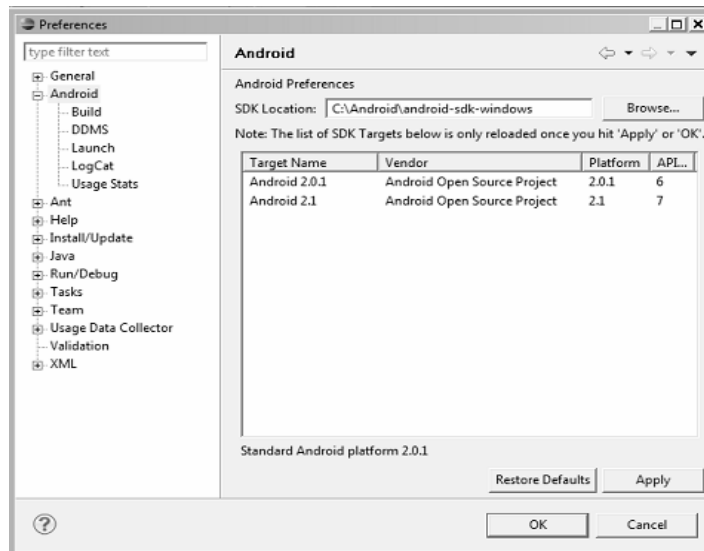 Preferences
type filter text
General
Android
Build
DDMS
Launch
LogCat
Usage Stats
Ant
Help
Install/Update
Java
Run/Debug
Tasks
Team
Usage Data Collector
Validation
XML
Android
Android Preferences
SDK Location: C:\Android\android-sdk-windows Browse...
Note: The list of SDK Targets below is only reloaded once you hit 'Apply' or 'OK'.
Target Name Vendor Platform API...
Android 2.0.1 Android Open Source Project 2.0.1 6
Android 2.1 Android Open Source Project 2.1 7
Standard Android platform 2.0.1
Restore Defaults Apply
? OK Cancel